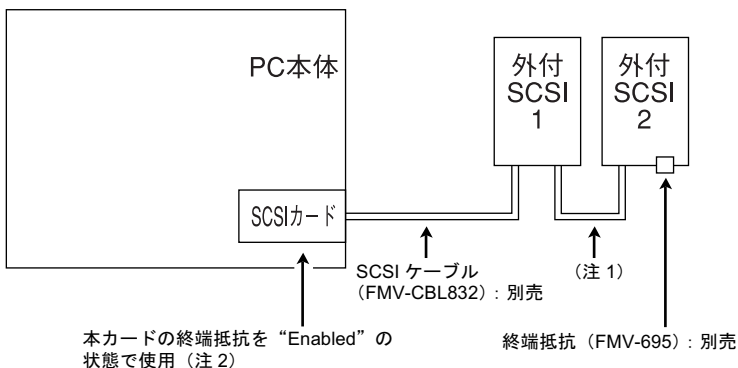 PC本体
外付
SCSI
1
外付
SCSI
2
SCSIカード
SCSI ケーブル
（FMV-CBL832）: 別売
（注 1）
本カードの終端抵抗を“Enabled”の
状態で使用（注 2）
終端抵抗（FMV-695）: 別売